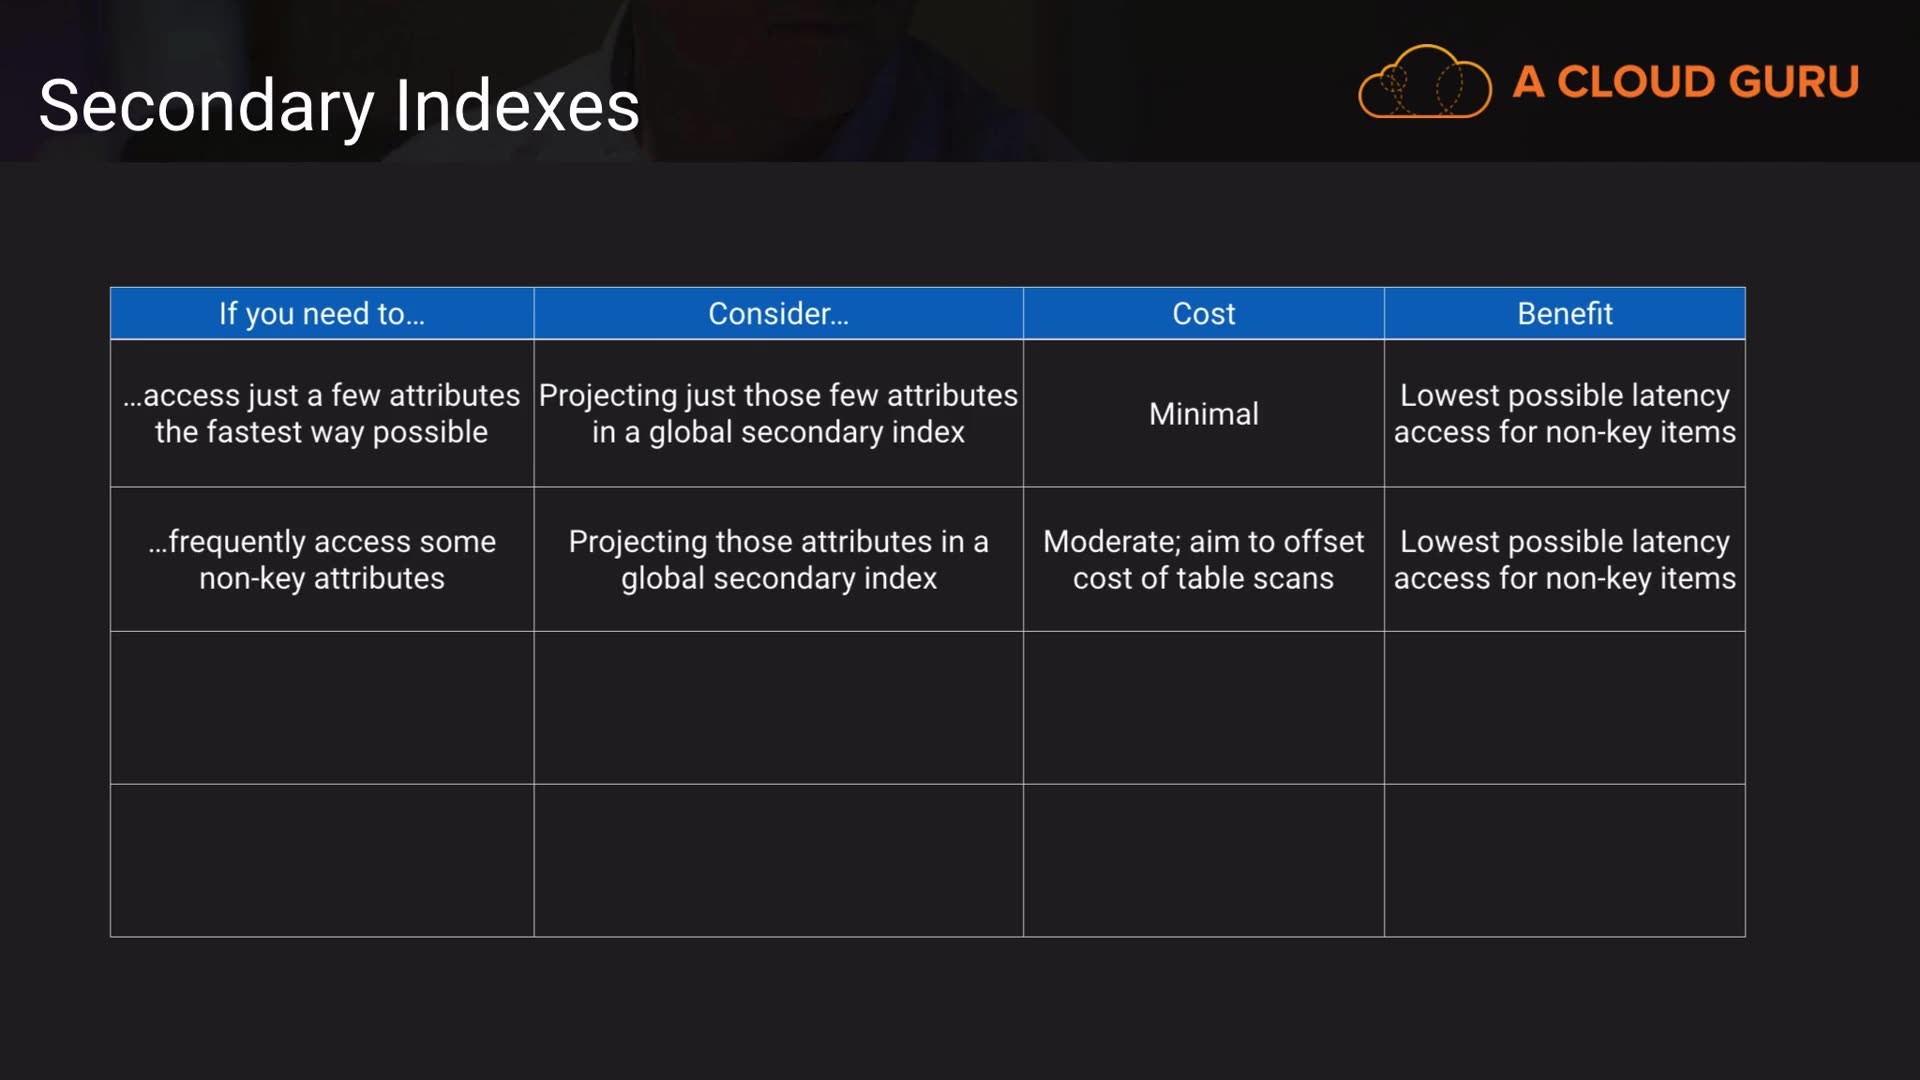 Secondary Indexes
A CLOUD GURU
If you need to...
Consider...
Cost
Benefit
...access just a few attributes
the fastest way possible
Projecting just those few attributes
in a global secondary index
Minimal
Lowest possible latency
access for non-key items
...frequently access some
non-key attributes
Projecting those attributes in a
global secondary index
Moderate; aim to offset
cost of table scans
Lowest possible latency
access for non-key items